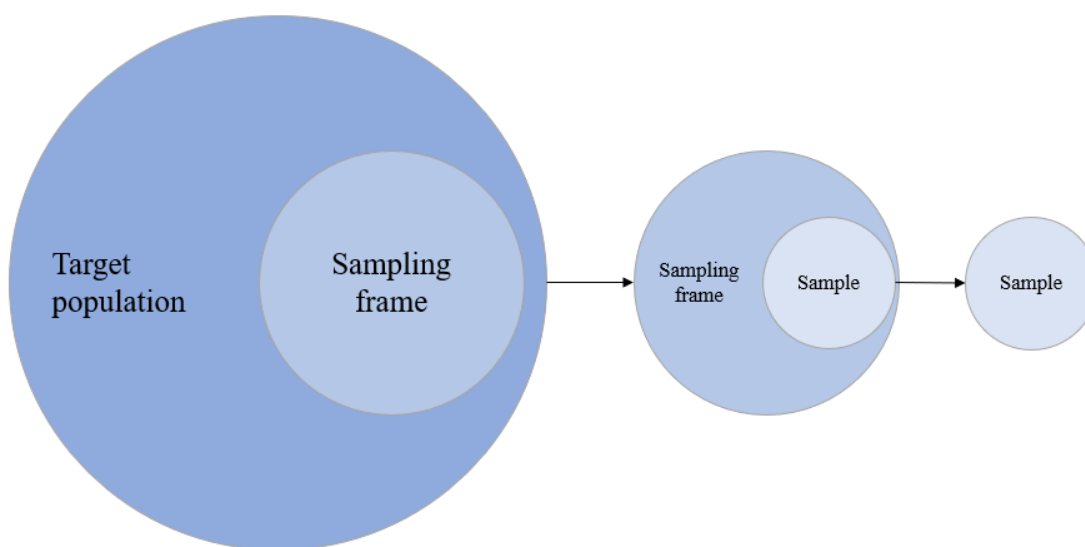 Target
population
Sampling
frame
Sampling
frame
Sample
Sample